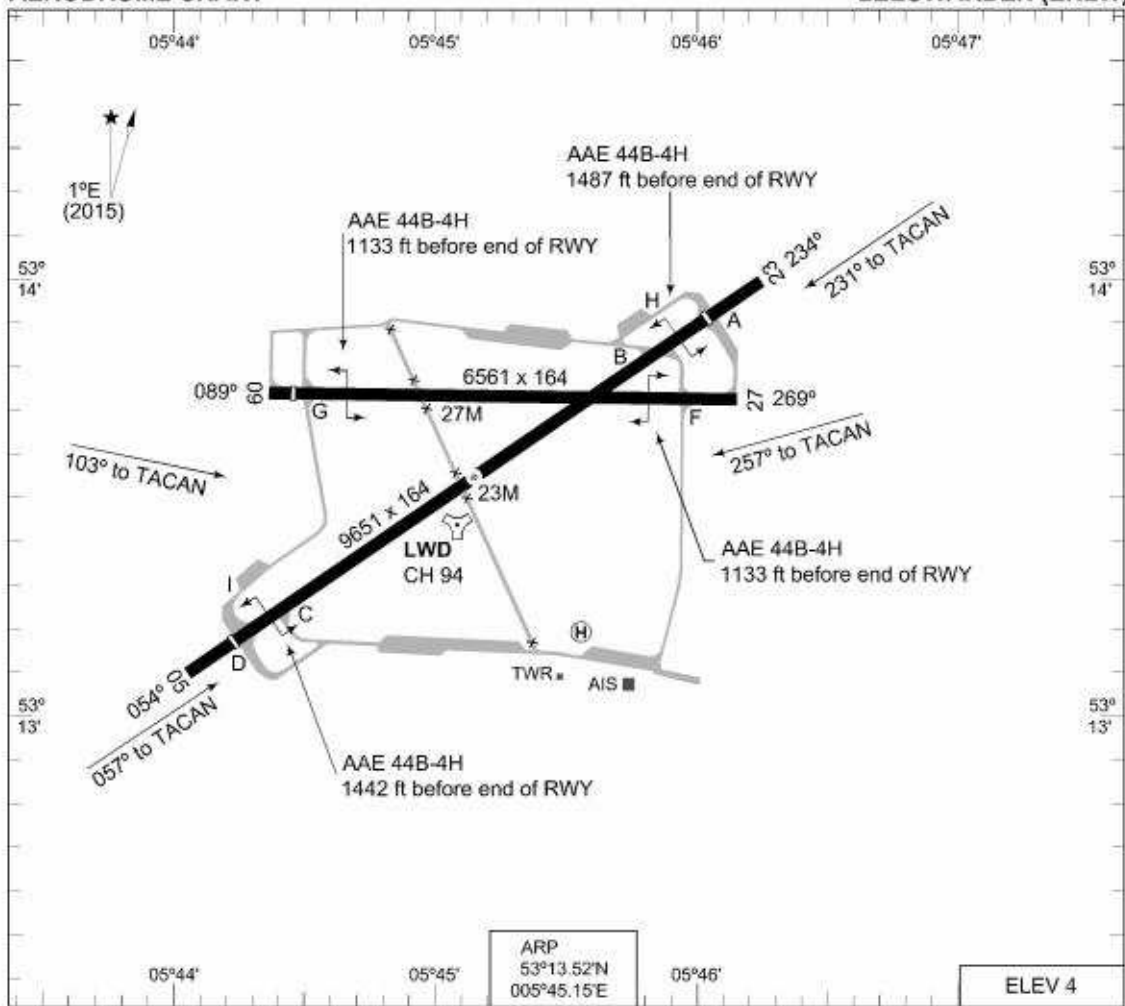 05°44'
05°45'
05°46'
05°47'
1°E
(2015)
AAE 44B-4H
1487 ft before end of RWY
AAE 44B-4H
1133 ft before end of RWY
23 234°
231° to TACAN
53°
14'
53°
14'
H
A
B
089° 09
6561 x 164
27 269°
G
27M
F
257° to TACAN
103° to TACAN
9651 x 164
23M
LWD
CH 94
AAE 44B-4H
1133 ft before end of RWY
I
C
H
D
TWR
AIS
054° 05
057° to TACAN
53°
13'
53°
13'
AAE 44B-4H
1442 ft before end of RWY
05°44'
05°45'
05°46'
ARP
53°13.52'N
005°45.15'E
ELEV 4